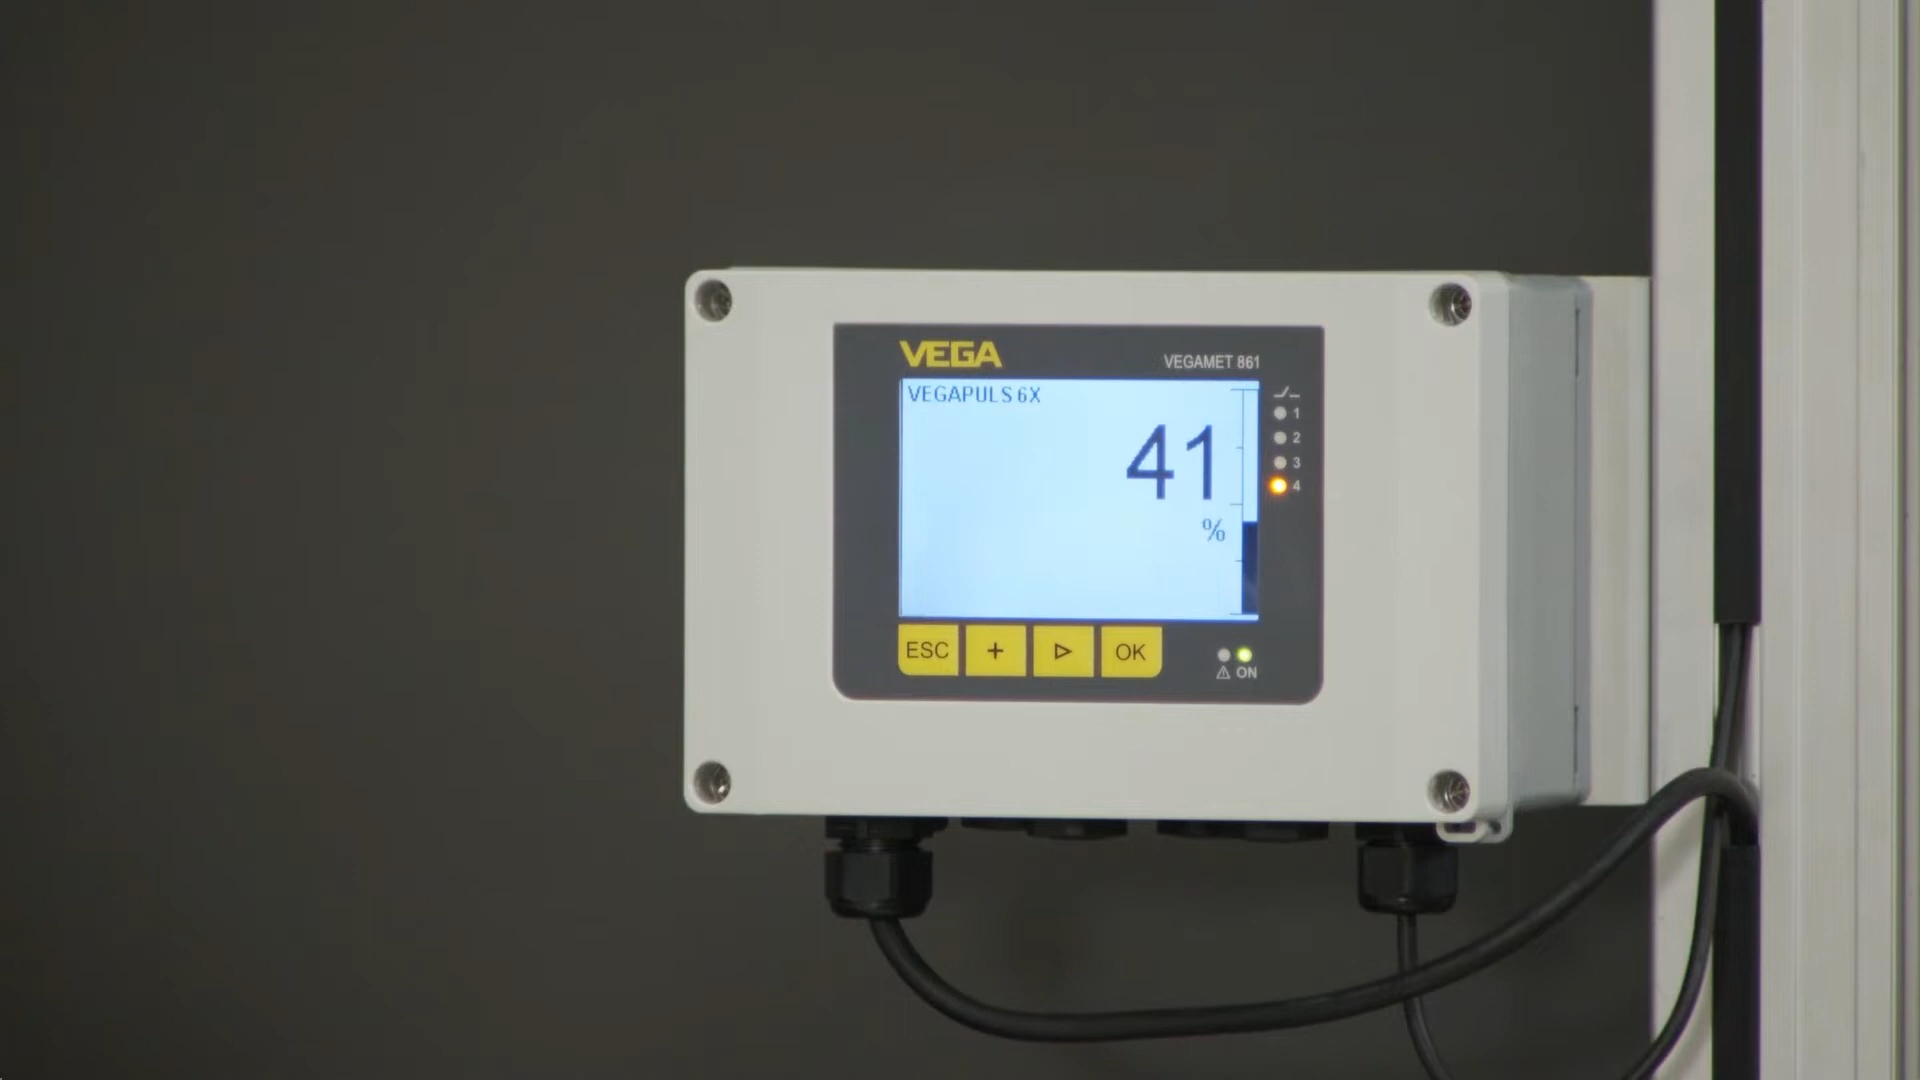 VEGA
VEGAMET 861
VEGAPULS 6X
41
%
1
2
3
4
ESC + ▷ OK
⚠ ON